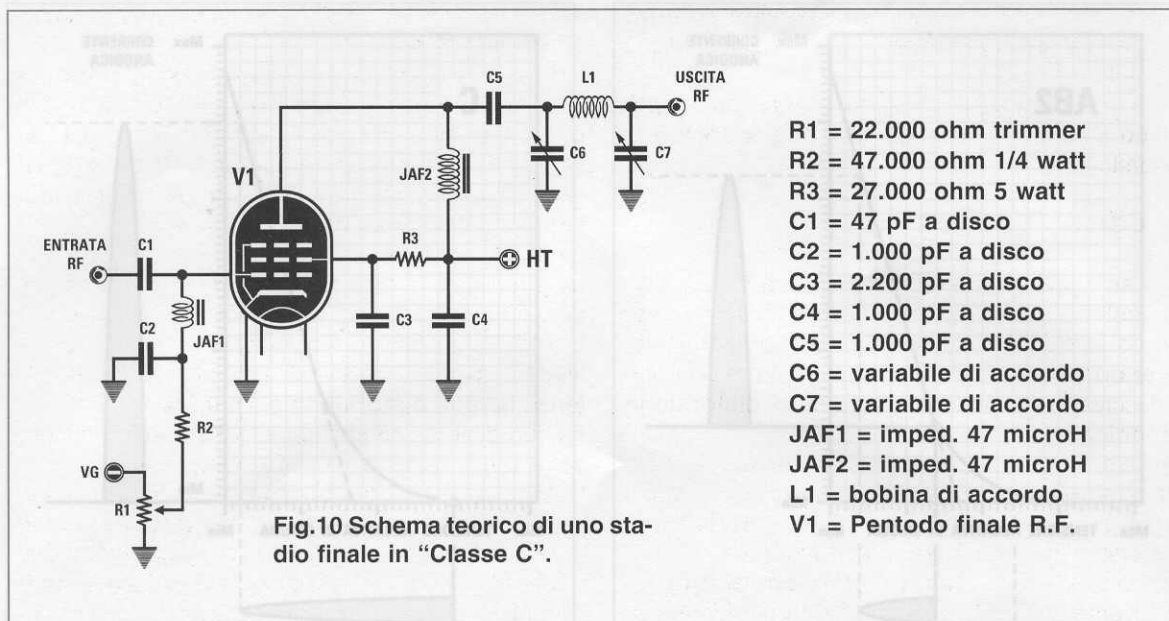 C5
L1
USCITA
RF
C6
C7
JAF2
V1
ENTRATA
RF
C1
R3
HT
C2
JAF1
C3
C4
R2
VG
R1
Fig.10 Schema teorico di uno sta-
dio finale in “Classe C”.
R1 = 22.000 ohm trimmer
R2 = 47.000 ohm 1/4 watt
R3 = 27.000 ohm 5 watt
C1 = 47 pF a disco
C2 = 1.000 pF a disco
C3 = 2.200 pF a disco
C4 = 1.000 pF a disco
C5 = 1.000 pF a disco
C6 = variabile di accordo
C7 = variabile di accordo
JAF1 = imped. 47 microH
JAF2 = imped. 47 microH
L1 = bobina di accordo
V1 = Pentodo finale R.F.